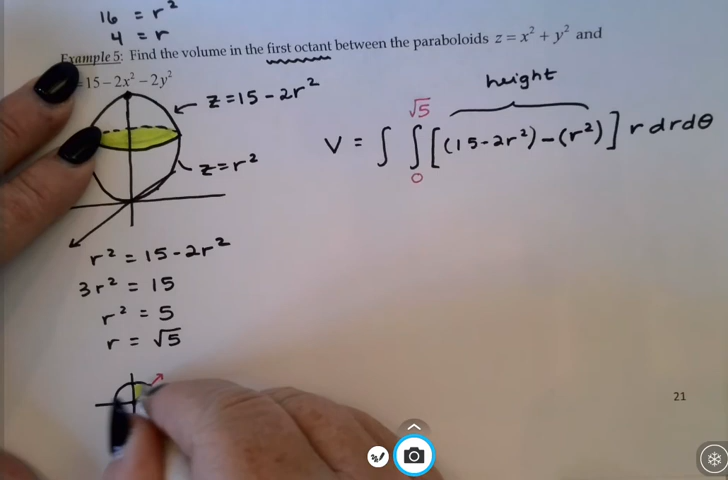 16 = r²
4 = r
Example 5: Find the volume in the first octant between the paraboloids z = x² + y² and
= 15 − 2x² − 2y²
z = 15 - 2r²
z = r²
height
V = ∫ ∫ [(15-2r²) - (r²)] r dr dθ
√5
0
r² = 15 - 2r²
3r² = 15
r² = 5
r = √5
21